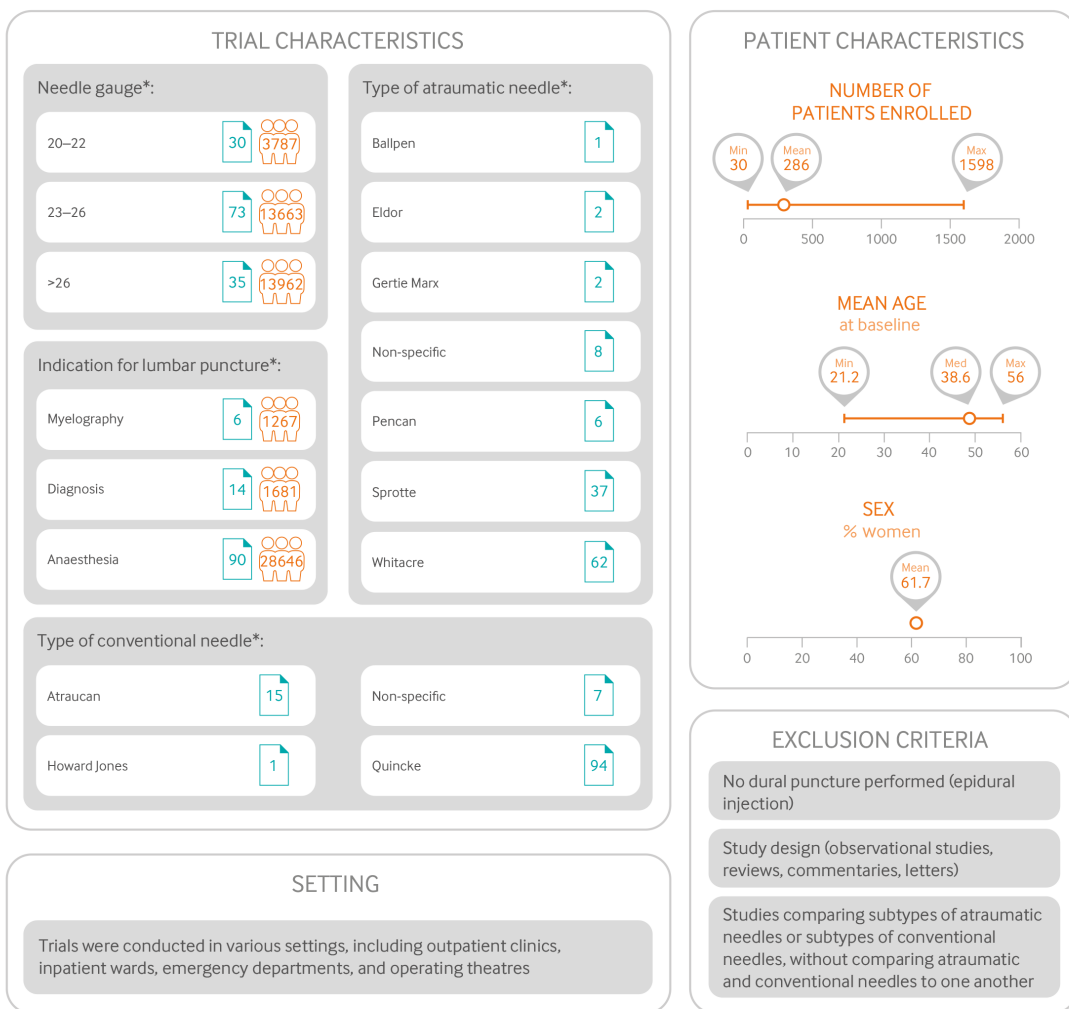 TRIAL CHARACTERISTICS
Needle gauge*:
20–22
30
3787
23–26
73
13663
>26
35
13962
Indication for lumbar puncture*:
Myelography
6
1267
Diagnosis
14
1681
Anaesthesia
90
28646
Type of atraumatic needle*:
Ballpen
1
Eldor
2
Gertie Marx
2
Non-specific
8
Pencan
6
Sprotte
37
Whitacre
62
Type of conventional needle*:
Atraucan
15
Non-specific
7
Howard Jones
1
Quincke
94
SETTING
Trials were conducted in various settings, including outpatient clinics,
inpatient wards, emergency departments, and operating theatres
PATIENT CHARACTERISTICS
NUMBER OF
PATIENTS ENROLLED
Min
30
Mean
286
Max
1598
0 500 1000 1500 2000
MEAN AGE
at baseline
Min
21.2
Med
38.6
Max
56
0 10 20 30 40 50 60
SEX
% women
Mean
61.7
0 20 40 60 80 100
EXCLUSION CRITERIA
No dural puncture performed (epidural
injection)
Study design (observational studies,
reviews, commentaries, letters)
Studies comparing subtypes of atraumatic
needles or subtypes of conventional
needles, without comparing atraumatic
and conventional needles to one another